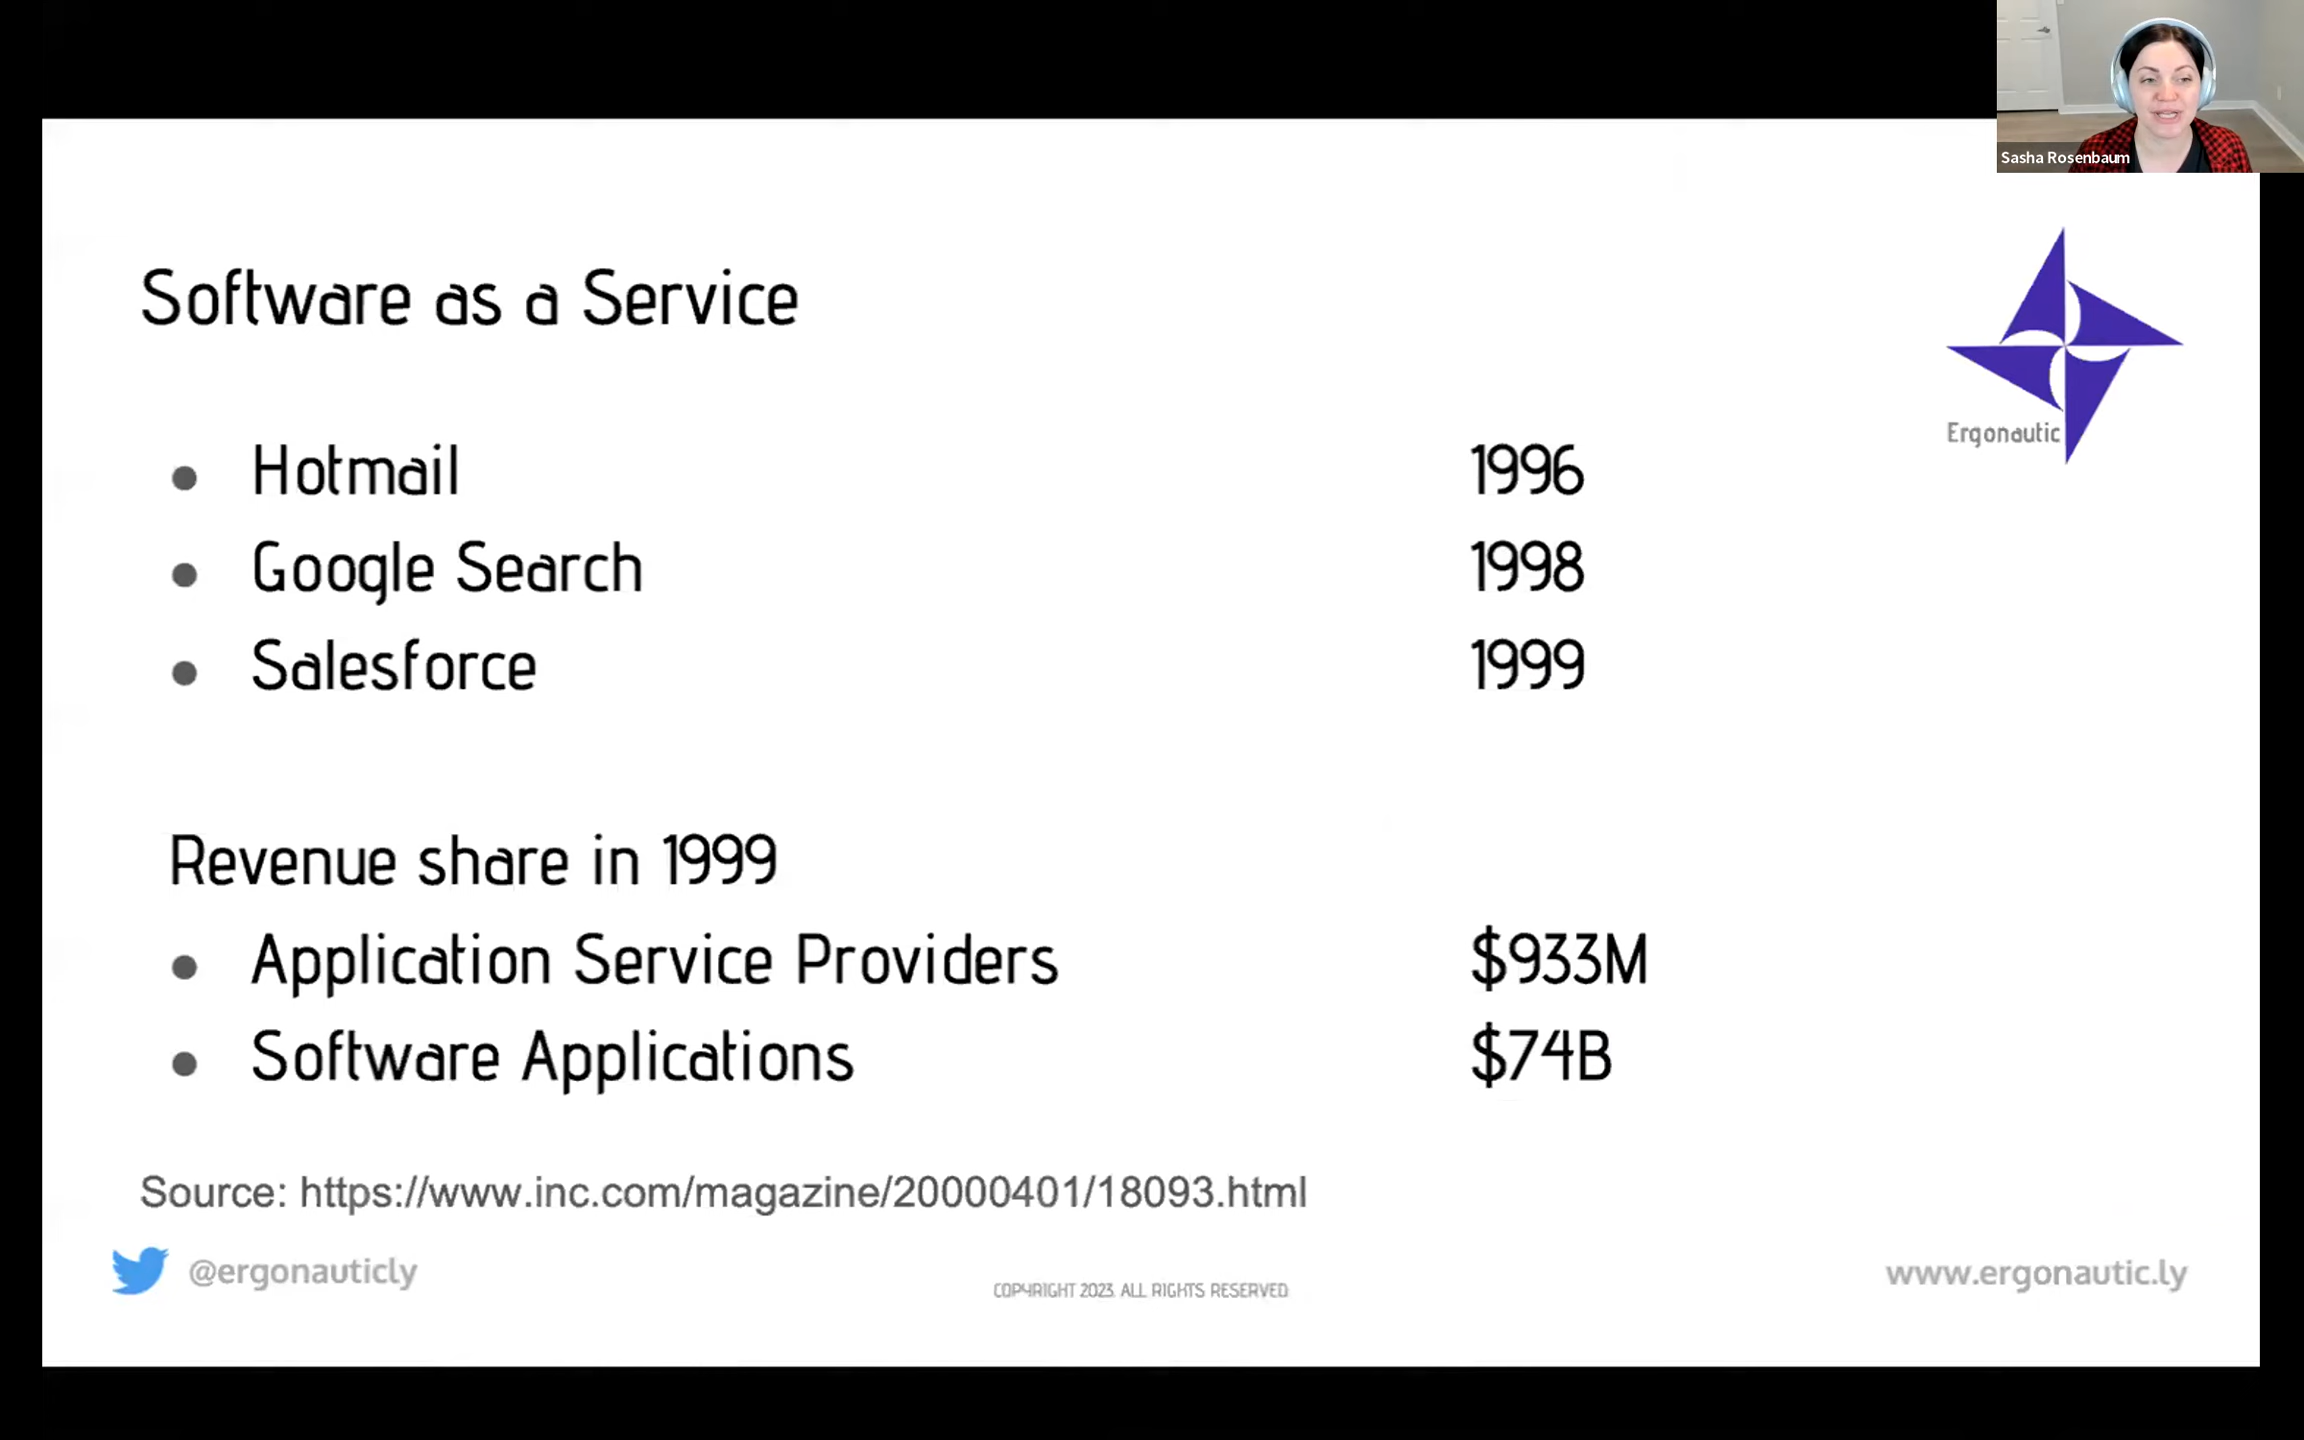 Sasha Rosenbaum
Software as a Service
Ergonautic
● Hotmail 1996
● Google Search 1998
● Salesforce 1999
Revenue share in 1999
● Application Service Providers $933M
● Software Applications $74B
Source: https://www.inc.com/magazine/20000401/18093.html
@ergonauticly
COPYRIGHT 2023. ALL RIGHTS RESERVED
www.ergonautic.ly